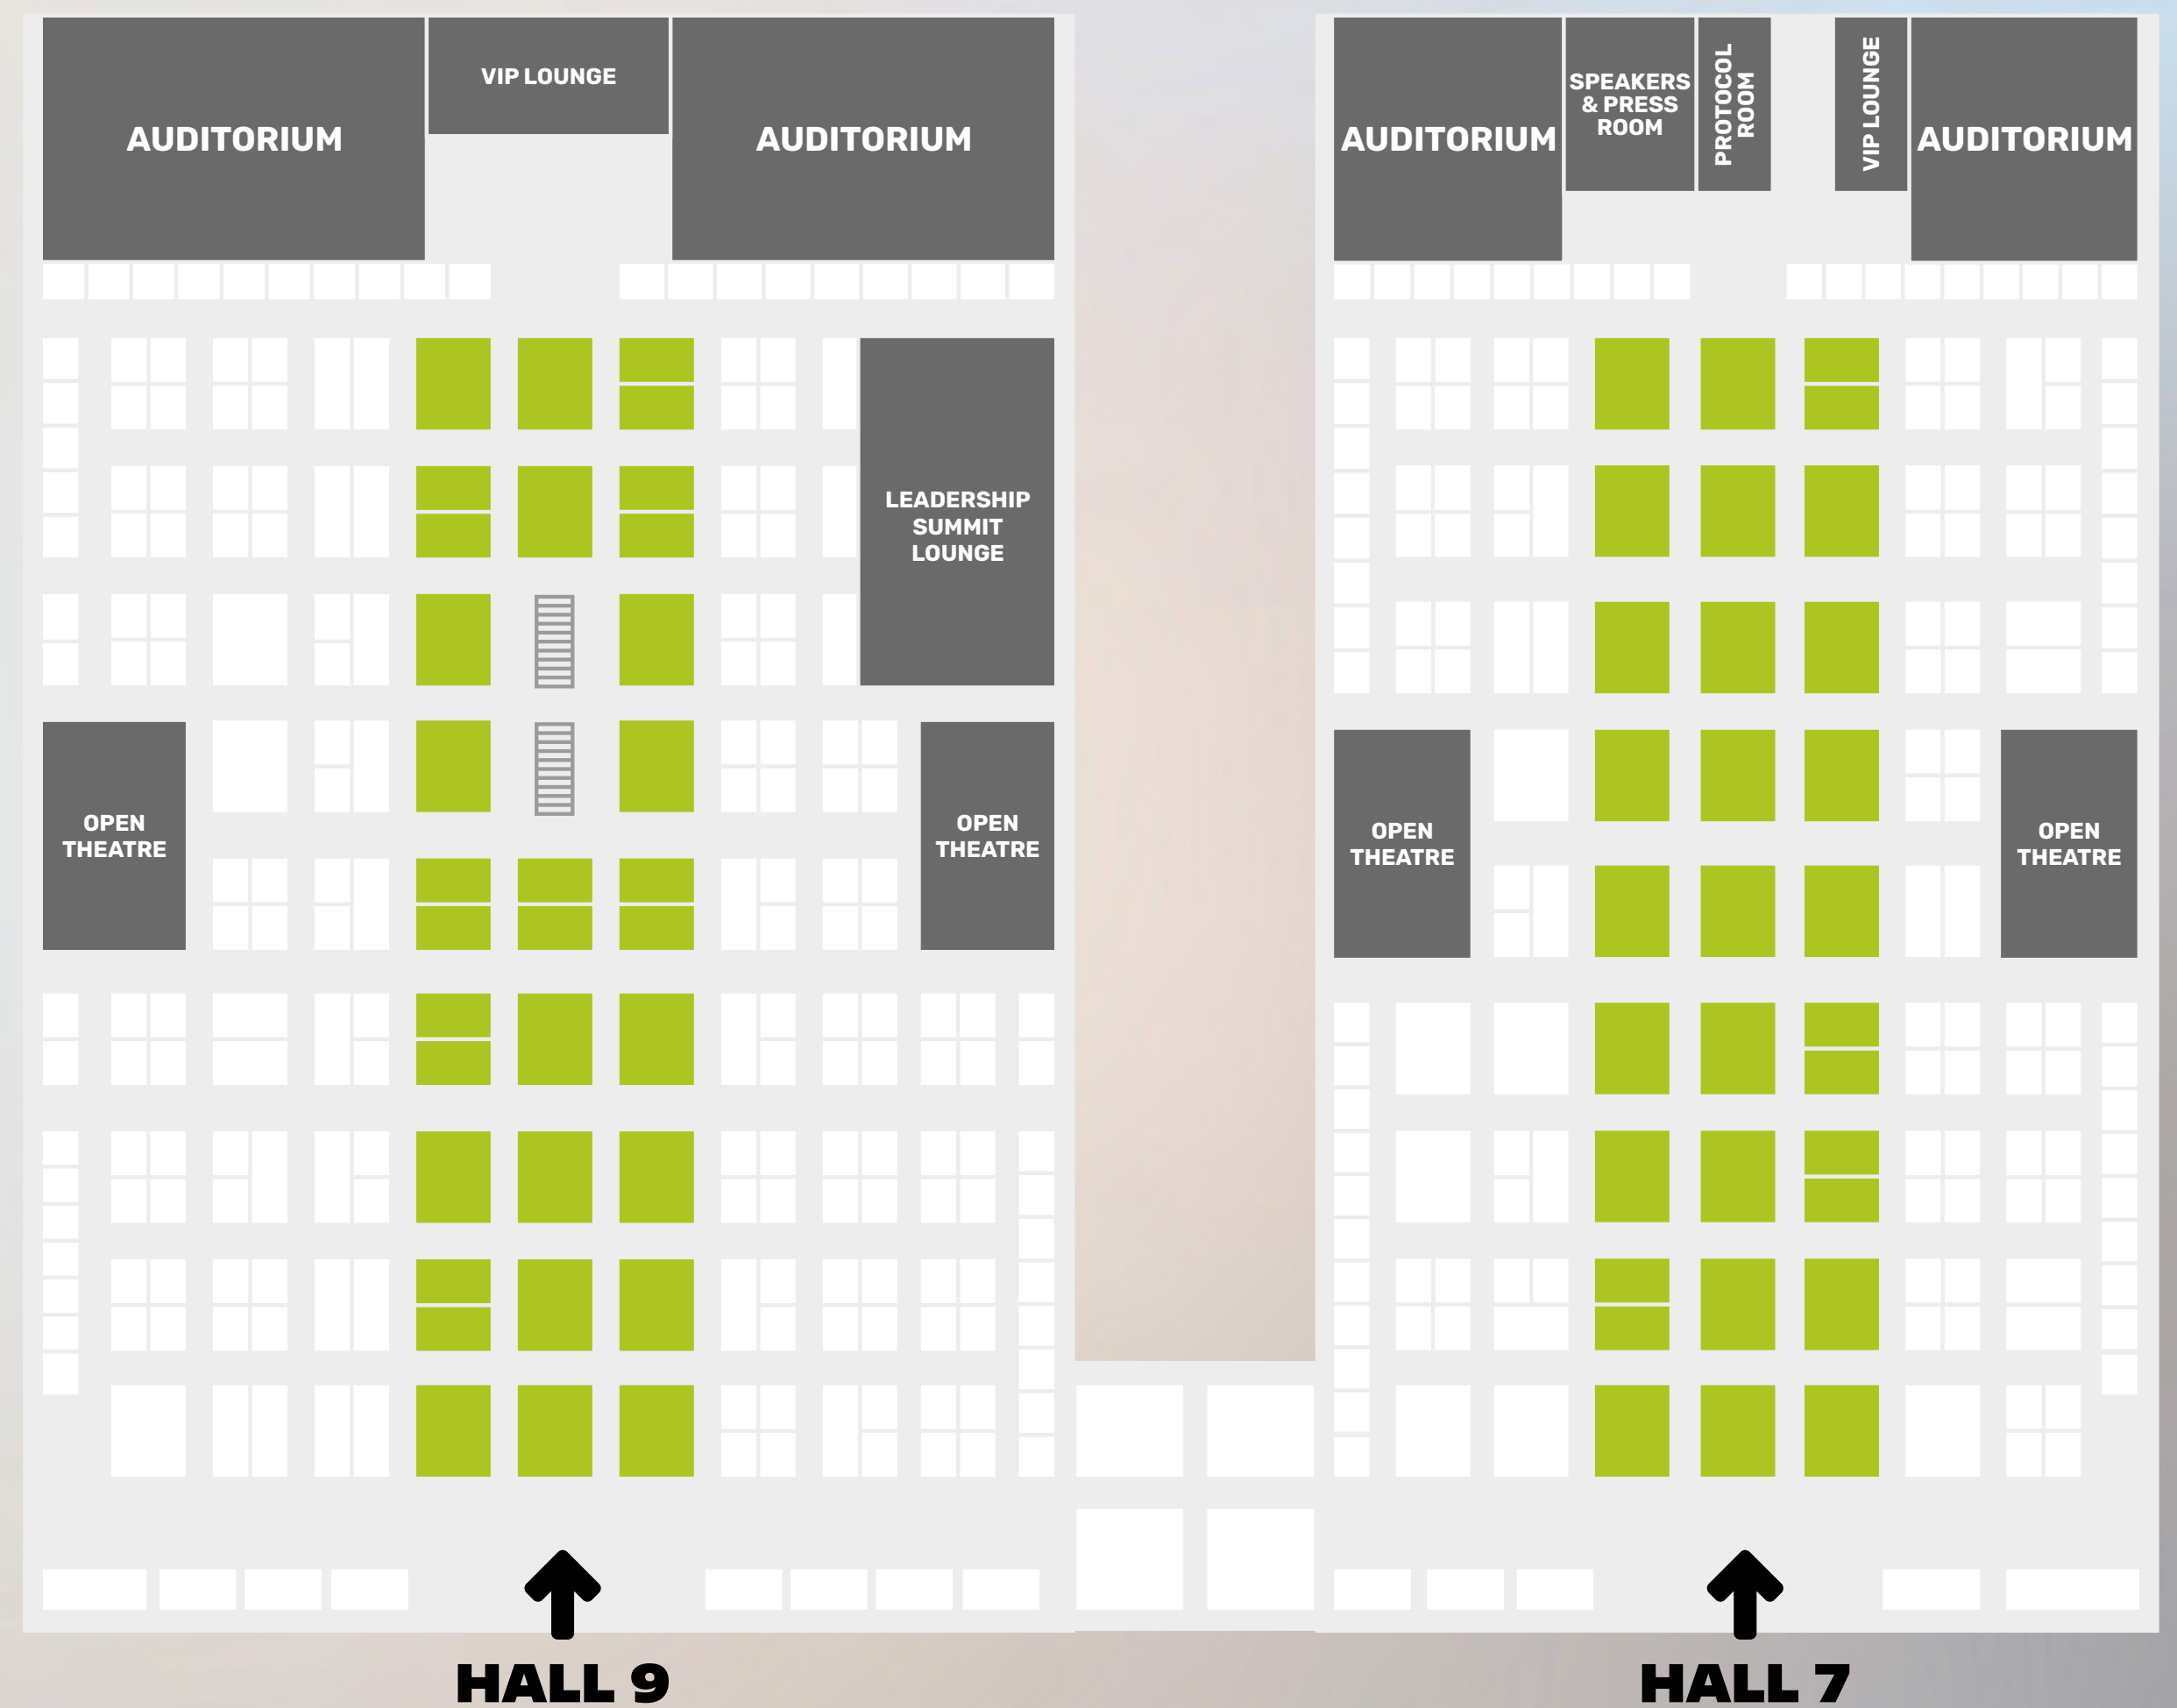 AUDITORIUM
VIP LOUNGE
AUDITORIUM
LEADERSHIP
SUMMIT
LOUNGE
OPEN
THEATRE
OPEN
THEATRE
HALL 9
AUDITORIUM
SPEAKERS
& PRESS
ROOM
PROTOCOL
ROOM
VIP LOUNGE
AUDITORIUM
OPEN
THEATRE
OPEN
THEATRE
HALL 7